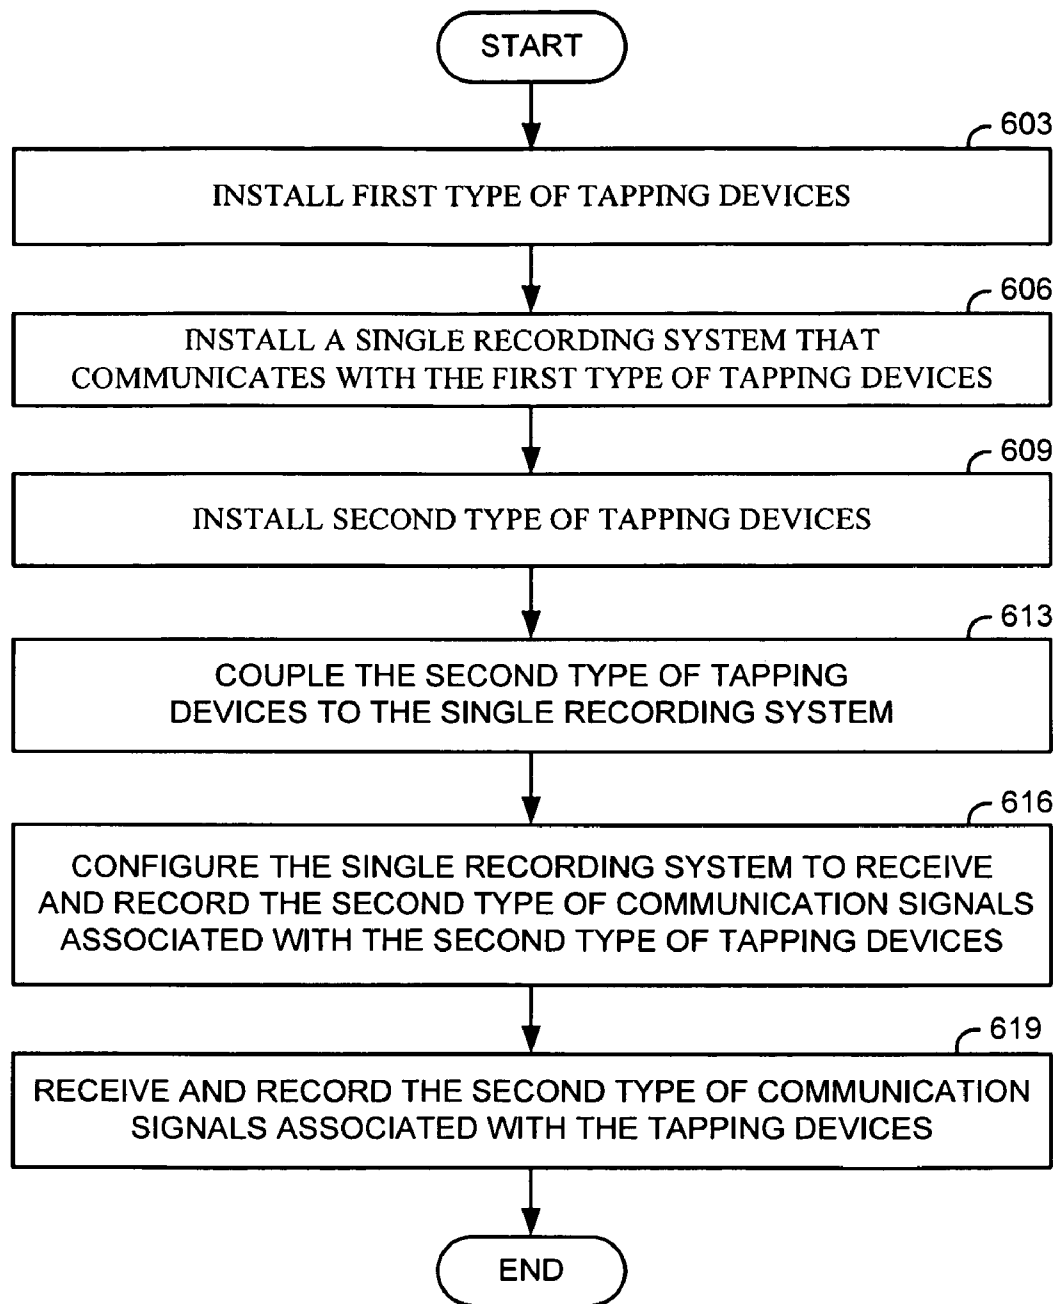 START
603
INSTALL FIRST TYPE OF TAPPING DEVICES
606
INSTALL A SINGLE RECORDING SYSTEM THAT
COMMUNICATES WITH THE FIRST TYPE OF TAPPING DEVICES
609
INSTALL SECOND TYPE OF TAPPING DEVICES
613
COUPLE THE SECOND TYPE OF TAPPING
DEVICES TO THE SINGLE RECORDING SYSTEM
616
CONFIGURE THE SINGLE RECORDING SYSTEM TO RECEIVE
AND RECORD THE SECOND TYPE OF COMMUNICATION SIGNALS
ASSOCIATED WITH THE SECOND TYPE OF TAPPING DEVICES
619
RECEIVE AND RECORD THE SECOND TYPE OF COMMUNICATION
SIGNALS ASSOCIATED WITH THE TAPPING DEVICES
END